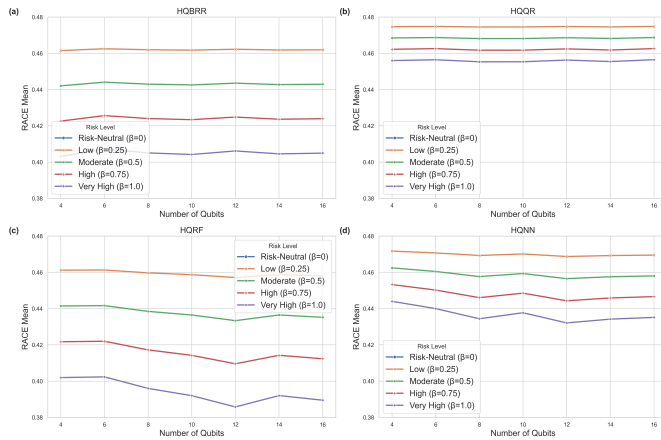 (a)
HQBRR
RACE Mean
0.48
0.46
0.44
0.42
0.40
0.38
Risk Level
Risk-Neutral (β=0)
Low (β=0.25)
Moderate (β=0.5)
High (β=0.75)
Very High (β=1.0)
4 6 8 10 12 14 16
Number of Qubits
(b)
HQQR
RACE Mean
0.48
0.46
0.44
0.42
0.40
0.38
Risk Level
Risk-Neutral (β=0)
Low (β=0.25)
Moderate (β=0.5)
High (β=0.75)
Very High (β=1.0)
4 6 8 10 12 14 16
Number of Qubits
(c)
HQRF
RACE Mean
0.48
0.46
0.44
0.42
0.40
0.38
Risk Level
Risk-Neutral (β=0)
Low (β=0.25)
Moderate (β=0.5)
High (β=0.75)
Very High (β=1.0)
4 6 8 10 12 14 16
Number of Qubits
(d)
HQNN
RACE Mean
0.48
0.46
0.44
0.42
0.40
0.38
Risk Level
Risk-Neutral (β=0)
Low (β=0.25)
Moderate (β=0.5)
High (β=0.75)
Very High (β=1.0)
4 6 8 10 12 14 16
Number of Qubits